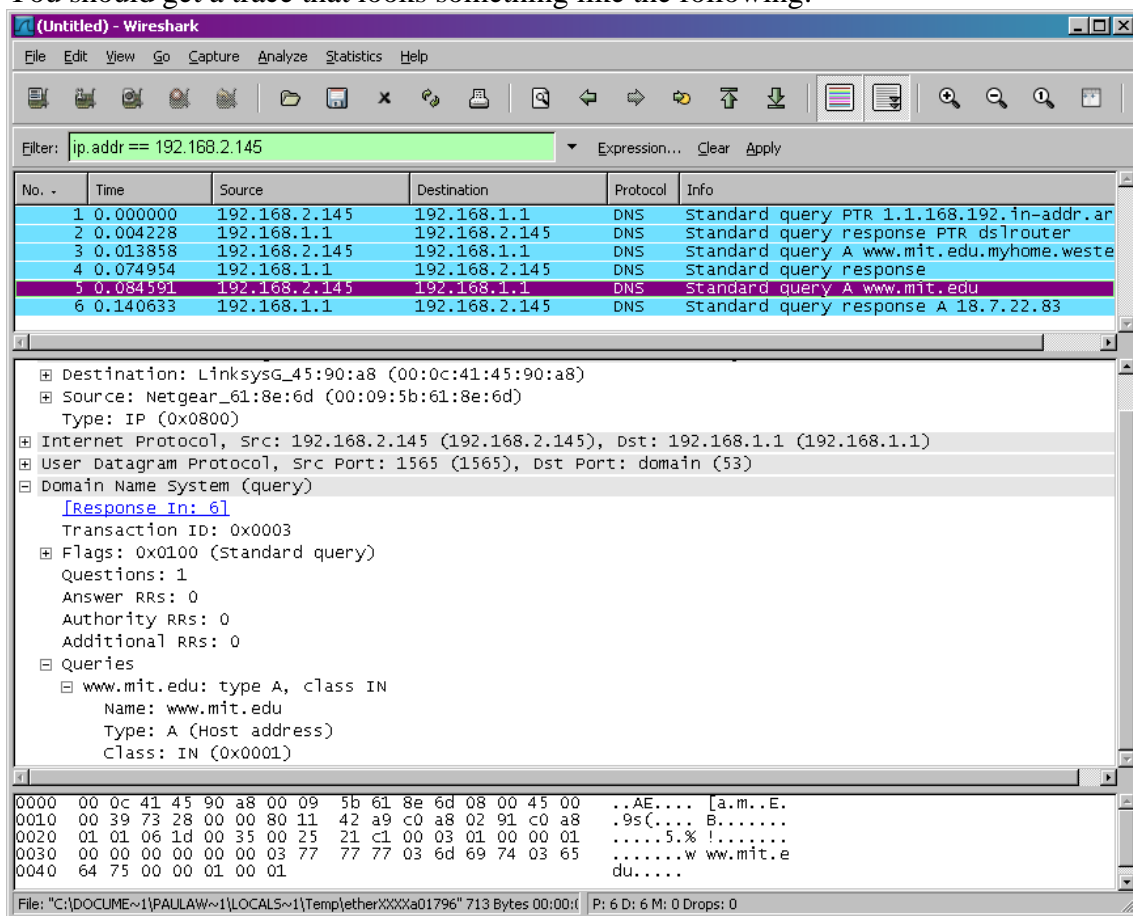 You should get a trace that looks something like the following:
(Untitled) - Wireshark
File Edit View Go Capture Analyze Statistics Help
Filter: ip.addr == 192.168.2.145 Expression... Clear Apply
No. - Time Source Destination Protocol Info
1 0.000000 192.168.2.145 192.168.1.1 DNS Standard query PTR 1.1.168.192.in-addr.ar
2 0.004228 192.168.1.1 192.168.2.145 DNS Standard query response PTR dslrouter
3 0.013858 192.168.2.145 192.168.1.1 DNS Standard query A www.mit.edu.myhome.weste
4 0.074954 192.168.1.1 192.168.2.145 DNS Standard query response
5 0.084591 192.168.2.145 192.168.1.1 DNS Standard query A www.mit.edu
6 0.140633 192.168.1.1 192.168.2.145 DNS Standard query response A 18.7.22.83
Destination: LinksysG_45:90:a8 (00:0c:41:45:90:a8)
Source: Netgear_61:8e:6d (00:09:5b:61:8e:6d)
Type: IP (0x0800)
Internet Protocol, Src: 192.168.2.145 (192.168.2.145), Dst: 192.168.1.1 (192.168.1.1)
User Datagram Protocol, Src Port: 1565 (1565), Dst Port: domain (53)
Domain Name System (query)
[Response In: 6]
Transaction ID: 0x0003
Flags: 0x0100 (Standard query)
Questions: 1
Answer RRs: 0
Authority RRs: 0
Additional RRs: 0
Queries
www.mit.edu: type A, class IN
Name: www.mit.edu
Type: A (Host address)
Class: IN (0x0001)
0000 00 0c 41 45 90 a8 00 09 5b 61 8e 6d 08 00 45 00 ..AE.... [a.m..E.
0010 00 39 73 28 00 00 80 11 42 a9 c0 a8 02 91 c0 a8 .9s(.... B.......
0020 01 01 06 1d 00 35 00 25 21 c1 00 03 01 00 00 01 .....5.% !.......
0030 00 00 00 00 00 00 03 77 77 77 03 6d 69 74 03 65 .......w ww.mit.e
0040 64 75 00 00 01 00 01 du.....
File: "C:\DOCUME~1\PAULAW~1\LOCALS~1\Temp\etherXXXXa01796" 713 Bytes 00:00:( P: 6 D: 6 M: 0 Drops: 0